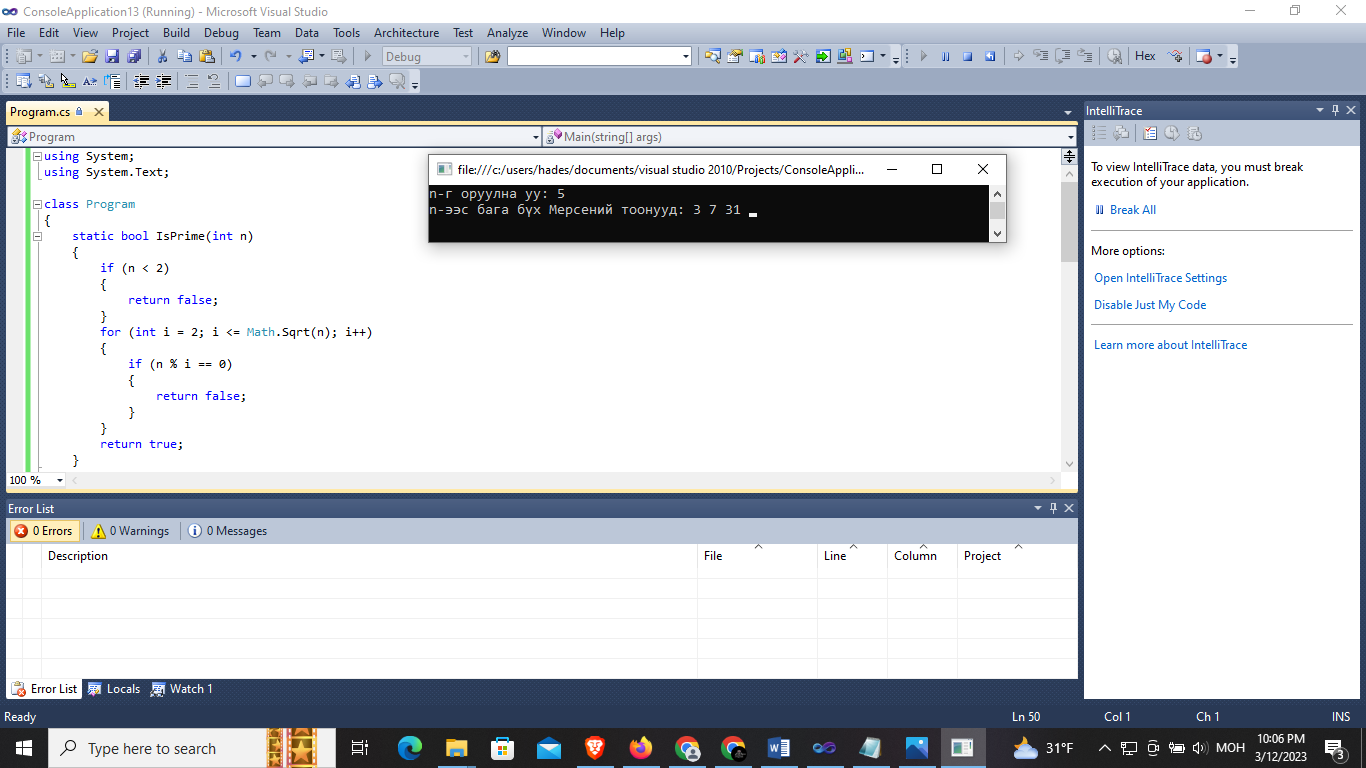 ConsoleApplication13 (Running) - Microsoft Visual Studio
File Edit View Project Build Debug Team Data Tools Architecture Test Analyze Window Help
Debug
Hex
Program.cs
Program
Main(string[] args)
using System;
using System.Text;
class Program
{
static bool IsPrime(int n)
{
if (n < 2)
{
return false;
}
for (int i = 2; i <= Math.Sqrt(n); i++)
{
if (n % i == 0)
{
return false;
}
}
return true;
}
100 %
file:///c:/users/hades/documents/visual studio 2010/Projects/ConsoleAppli...
n-г оруулна уу: 5
n-ээс бага бүх Мерсений тоонууд: 3 7 31
IntelliTrace
To view IntelliTrace data, you must break
execution of your application.
Break All
More options:
Open IntelliTrace Settings
Disable Just My Code
Learn more about IntelliTrace
Error List
0 Errors 0 Warnings 0 Messages
Description File Line Column Project
Error List Locals Watch 1
Ready Ln 50 Col 1 Ch 1 INS
Type here to search
31°F
МОН
10:06 PM
3/12/2023
3